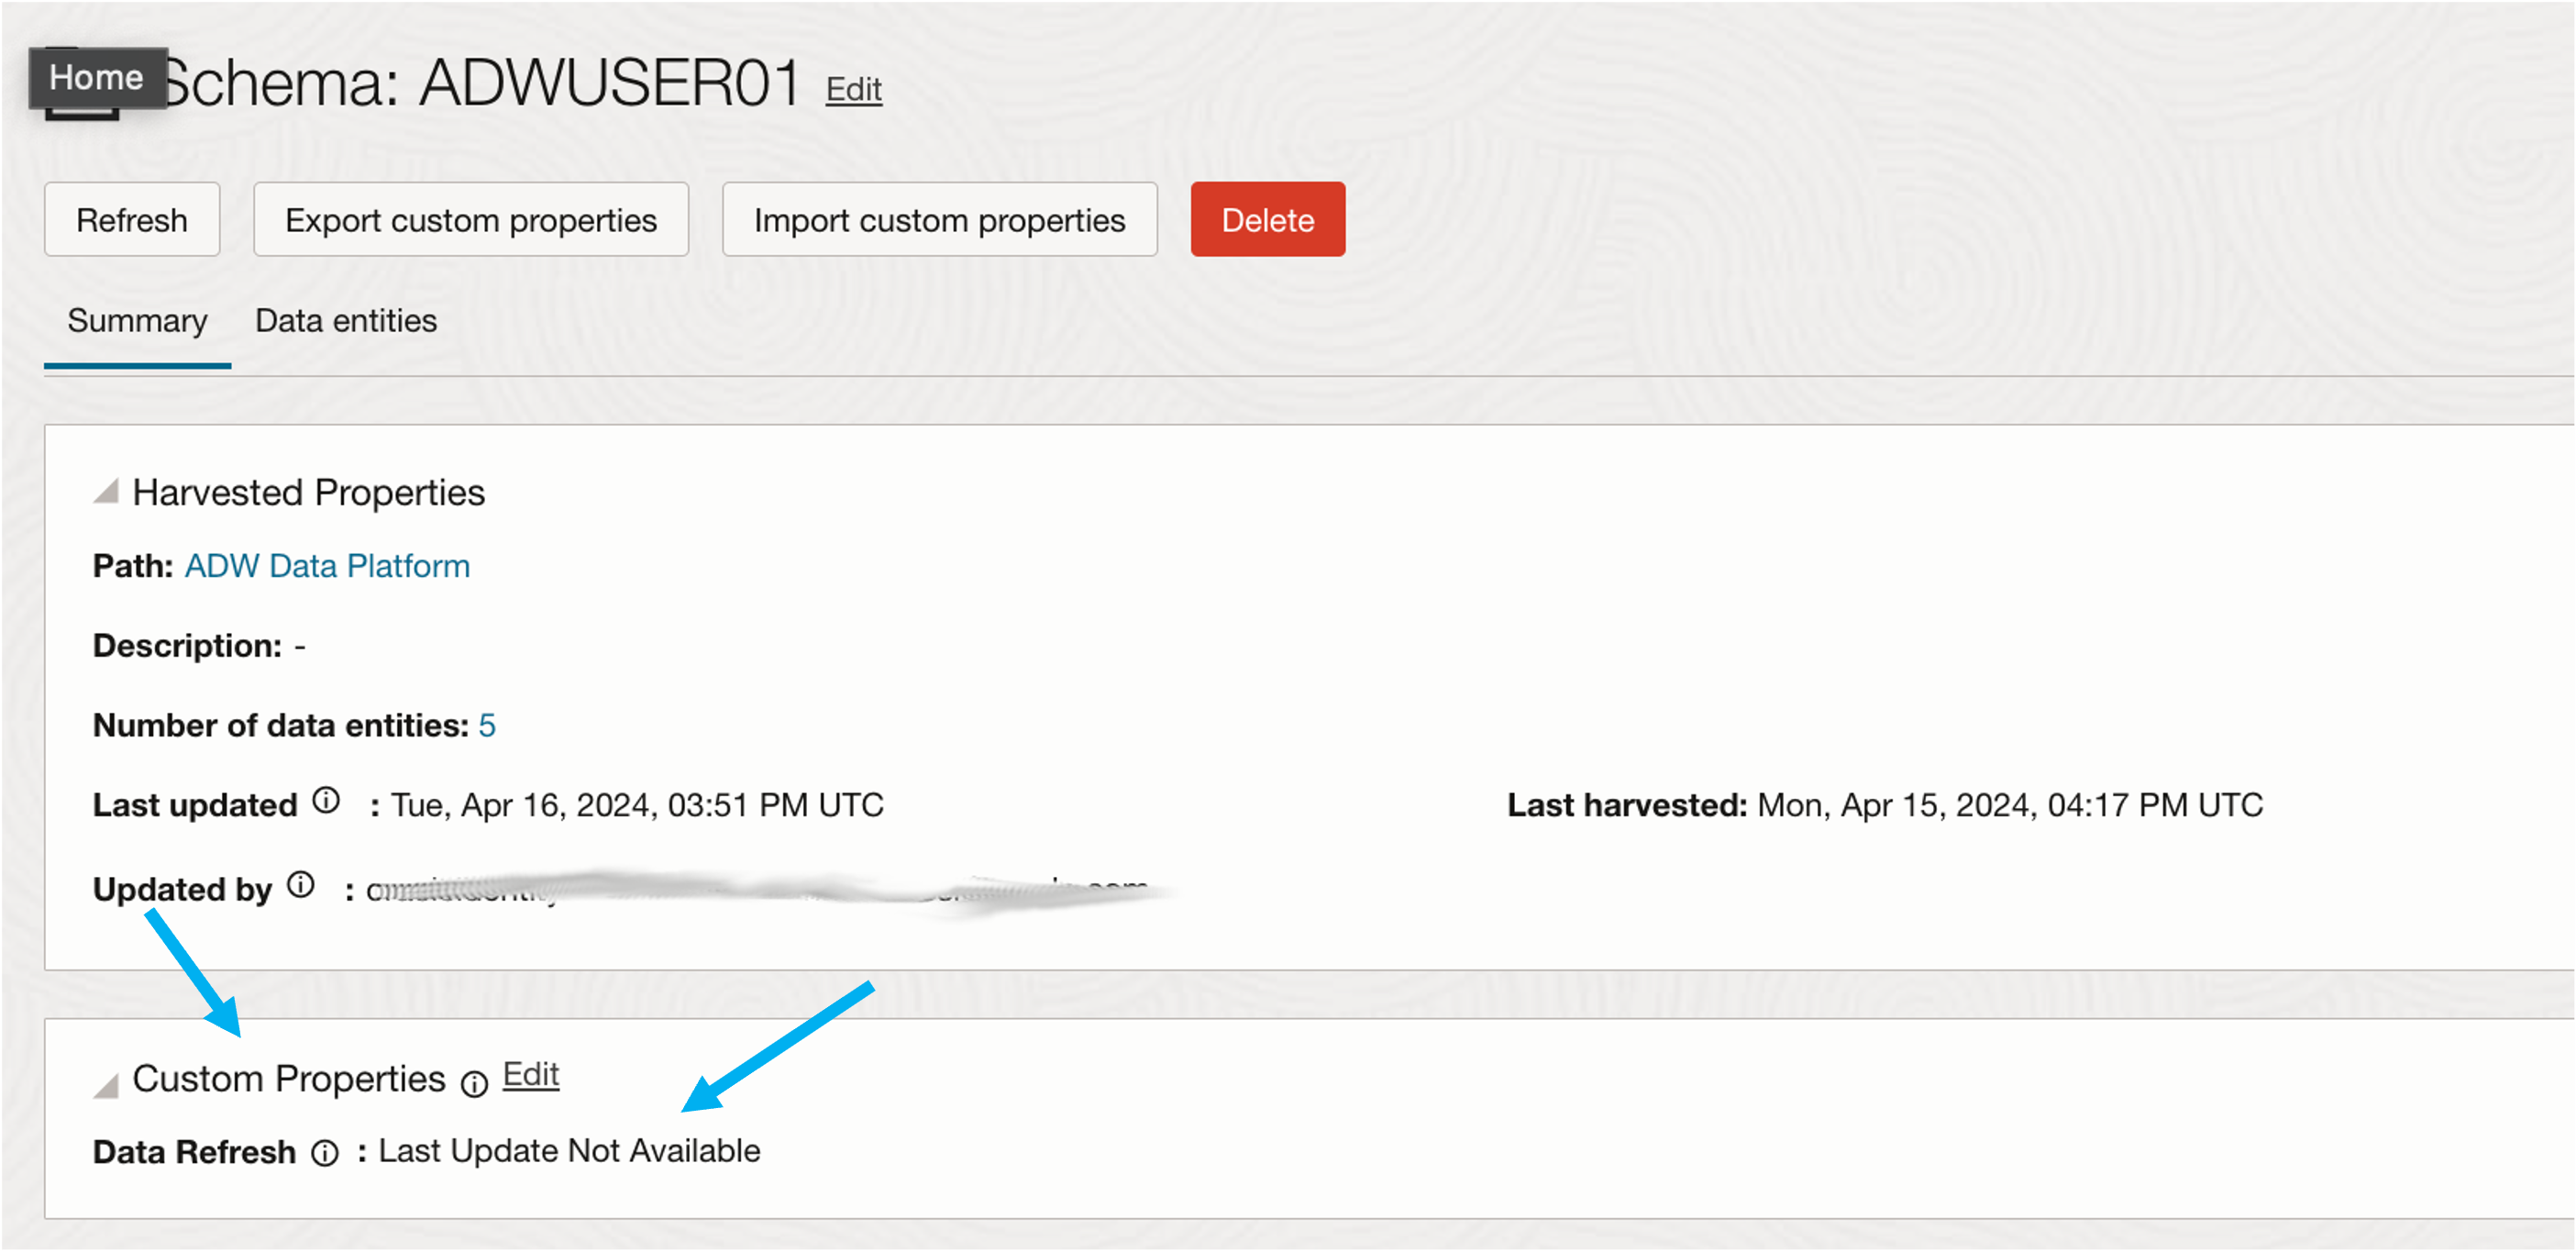 Home
Schema: ADWUSER01 Edit
Refresh Export custom properties Import custom properties Delete
Summary Data entities
Harvested Properties
Path: ADW Data Platform
Description: -
Number of data entities: 5
Last updated : Tue, Apr 16, 2024, 03:51 PM UTC Last harvested: Mon, Apr 15, 2024, 04:17 PM UTC
Updated by :
Custom Properties Edit
Data Refresh : Last Update Not Available